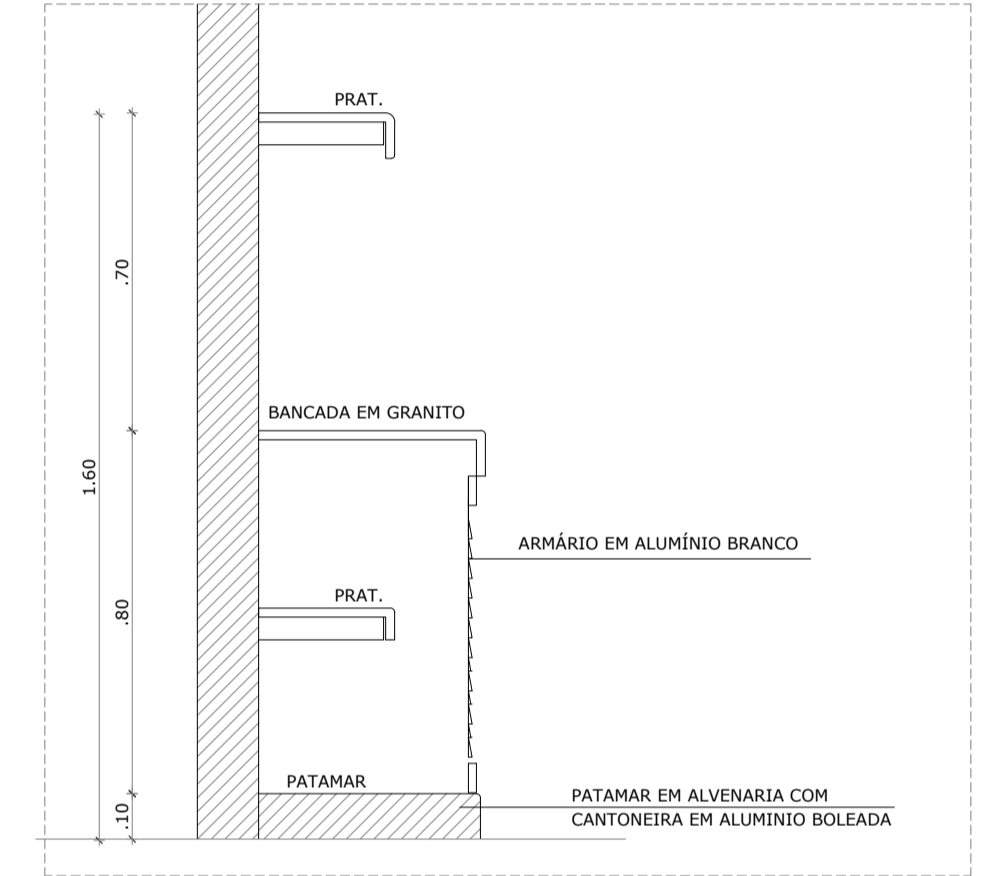 PRAT.
.70
BANCADA EM GRANITO
1.60
ARMÁRIO EM ALUMÍNIO BRANCO
PRAT.
.80
PATAMAR
PATAMAR EM ALVENARIA COM
CANTONEIRA EM ALUMINIO BOLEADA
.10